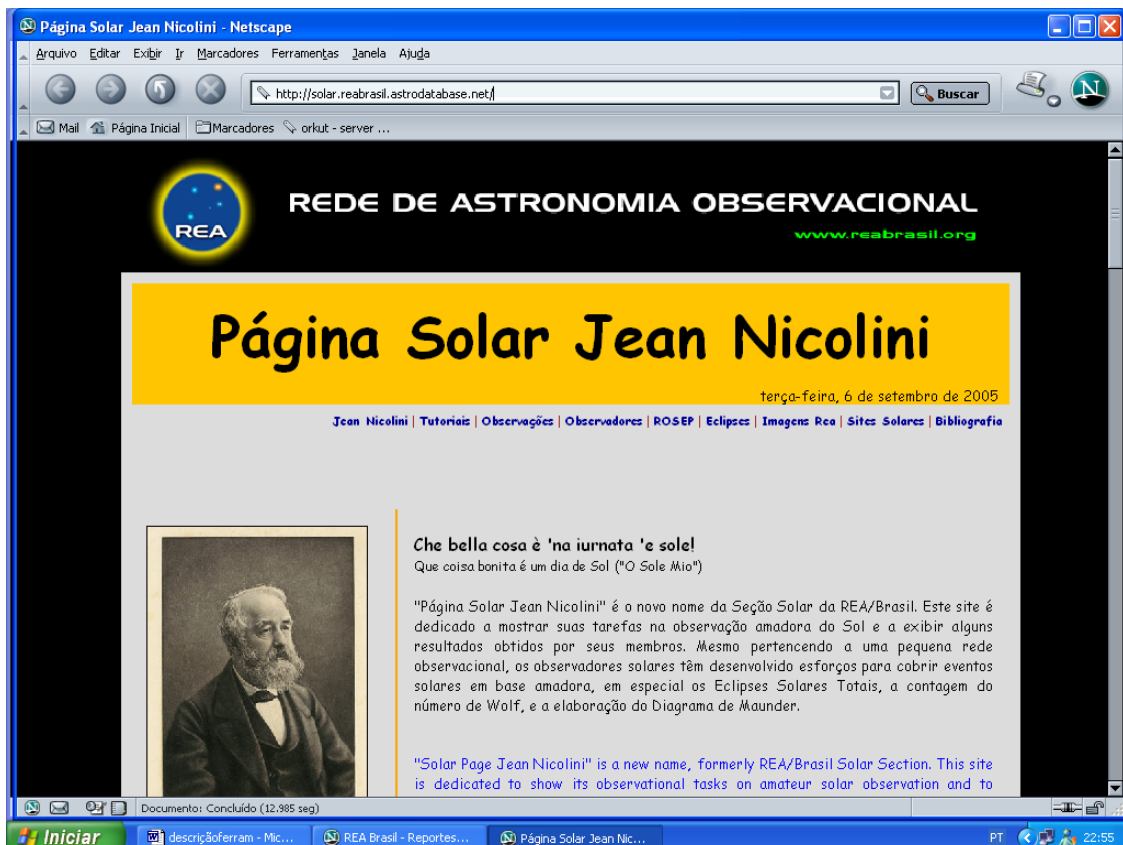 Página Solar Jean Nicolini - Netscape
Arquivo Editar Exibir Ir Marcadores Ferramentas Janela Ajuda
http://solar.reabrasil.astrodatabase.net/
Buscar
N
Mail Página Inicial Marcadores orkut - server ...
REA
REDE DE ASTRONOMIA OBSERVACIONAL
www.reabrasil.org
Página Solar Jean Nicolini
terça-feira, 6 de setembro de 2005
Jean Nicolini | Tutoriais | Observações | Observadores | ROSEP | Eclipses | Imagens Rea | Sites Solares | Bibliografia
Che bella cosa è 'na iurnata 'e sole!
Que coisa bonita é um dia de Sol ("O Sole Mio")
"Página Solar Jean Nicolini" é o novo nome da Seção Solar da REA/Brasil. Este site é
dedicado a mostrar suas tarefas na observação amadora do Sol e a exibir alguns
resultados obtidos por seus membros. Mesmo pertencendo a uma pequena rede
observacional, os observadores solares têm desenvolvido esforços para cobrir eventos
solares em base amadora, em especial os Eclipses Solares Totais, a contagem do
número de Wolf, e a elaboração do Diagrama de Maunder.
"Solar Page Jean Nicolini" is a new name, formerly REA/Brasil Solar Section. This site
is dedicated to show its observational tasks on amateur solar observation and to
Documento: Concluído (12.985 seg)
Iniciar
descriçãoferram - Mic...
REA Brasil - Reportes...
Página Solar Jean Nic...
PT
22:55